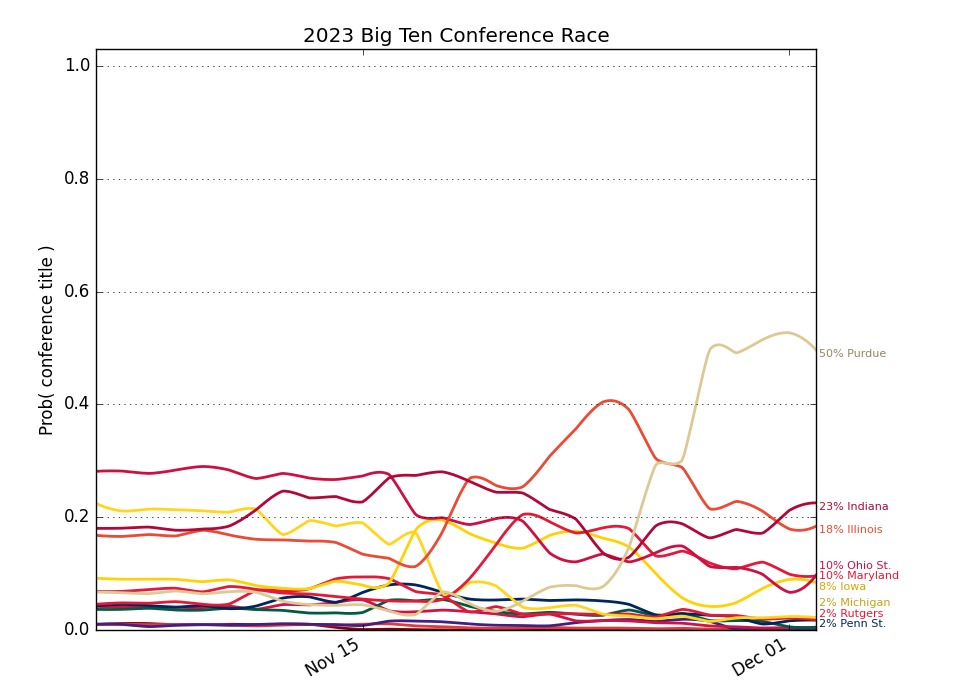 2023 Big Ten Conference Race
Prob( conference title )
1.0
0.8
0.6
0.4
0.2
0.0
Nov 15
Dec 01
50% Purdue
23% Indiana
18% Illinois
10% Ohio St.
10% Maryland
8% Iowa
2% Michigan
2% Rutgers
2% Penn St.